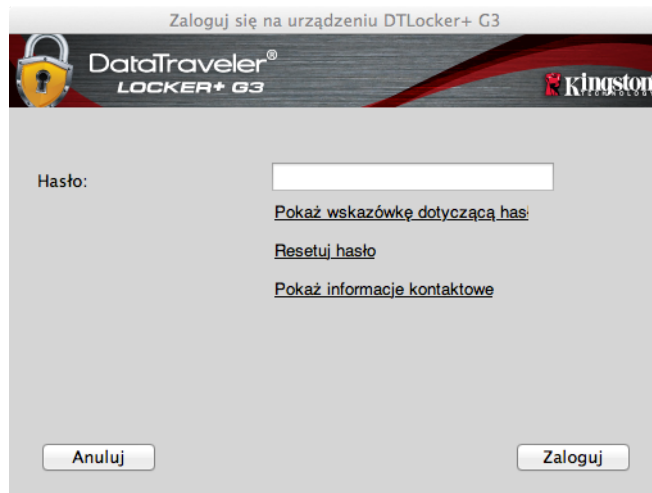 Zaloguj się na urządzeniu DTLocker+ G3
DataTraveler®
LOCKER+ G3
Kingston
TECHNOLOGY
Hasło:
Pokaż wskazówkę dotyczącą has
Resetuj hasło
Pokaż informacje kontaktowe
Anuluj
Zaloguj